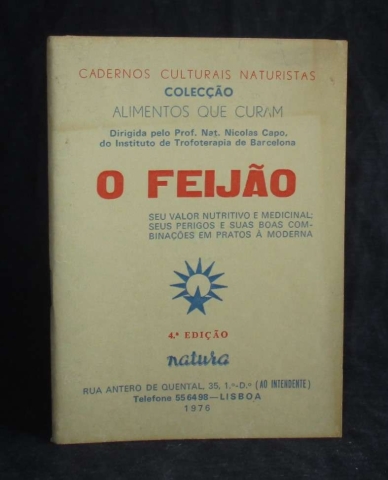 CADERNOS CULTURAIS NATURISTAS
COLECÇÃO
ALIMENTOS QUE CURAM
Dirigida pelo Prof. Nat. Nicolas Capo,
do Instituto de Trofoterapia de Barcelona
O FEIJÃO
SEU VALOR NUTRITIVO E MEDICINAL;
SEUS PERIGOS E SUAS BOAS COM-
BINAÇÕES EM PRATOS À MODERNA
4.ª EDIÇÃO
natura
RUA ANTERO DE QUENTAL, 35, 1.º-D.º (AO INTENDENTE)
Telefone 556498—LISBOA
1976